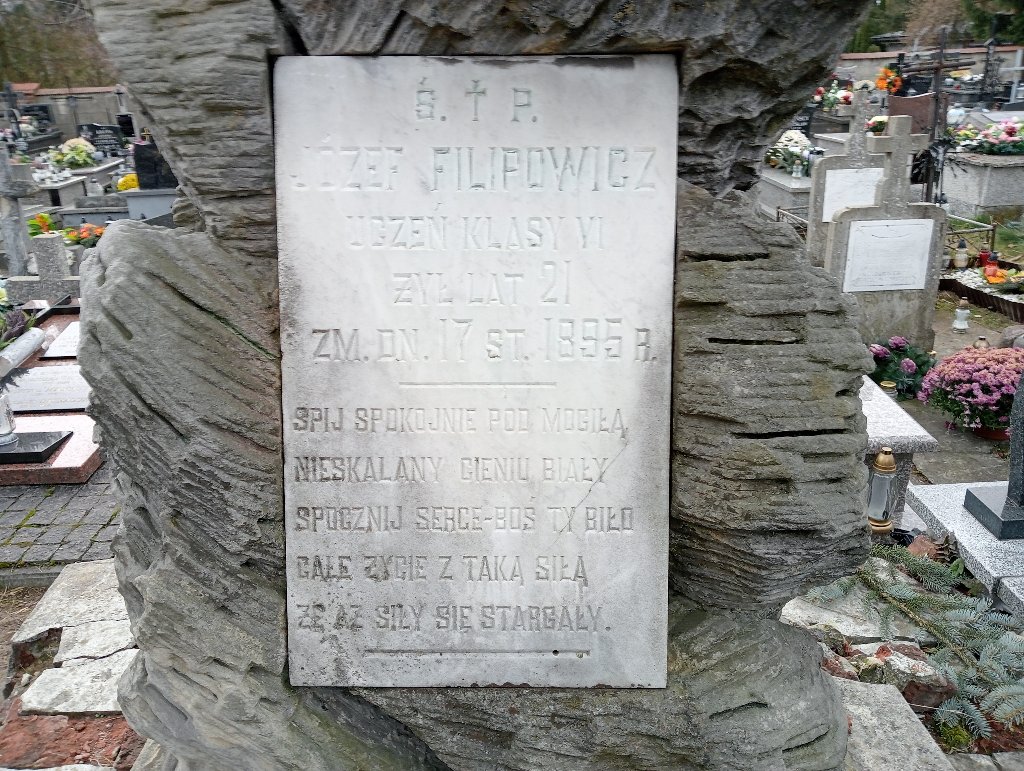 Ś. † P.
JÓZEF FILIPOWICZ
UCZEŃ KLASY VI
ŻYŁ LAT 21
ZM. DN. 17 ST. 1895 R.
ŚPIJ SPOKOJNIE POD MOGIŁĄ
NIESKALANY CIENIU BIAŁY
SPOCZNIJ SERCE-BOŚ TY BIŁO
CAŁE ŻYCIE Z TAKĄ SIŁĄ
ŻE AŻ SIŁY SIĘ STARGAŁY.